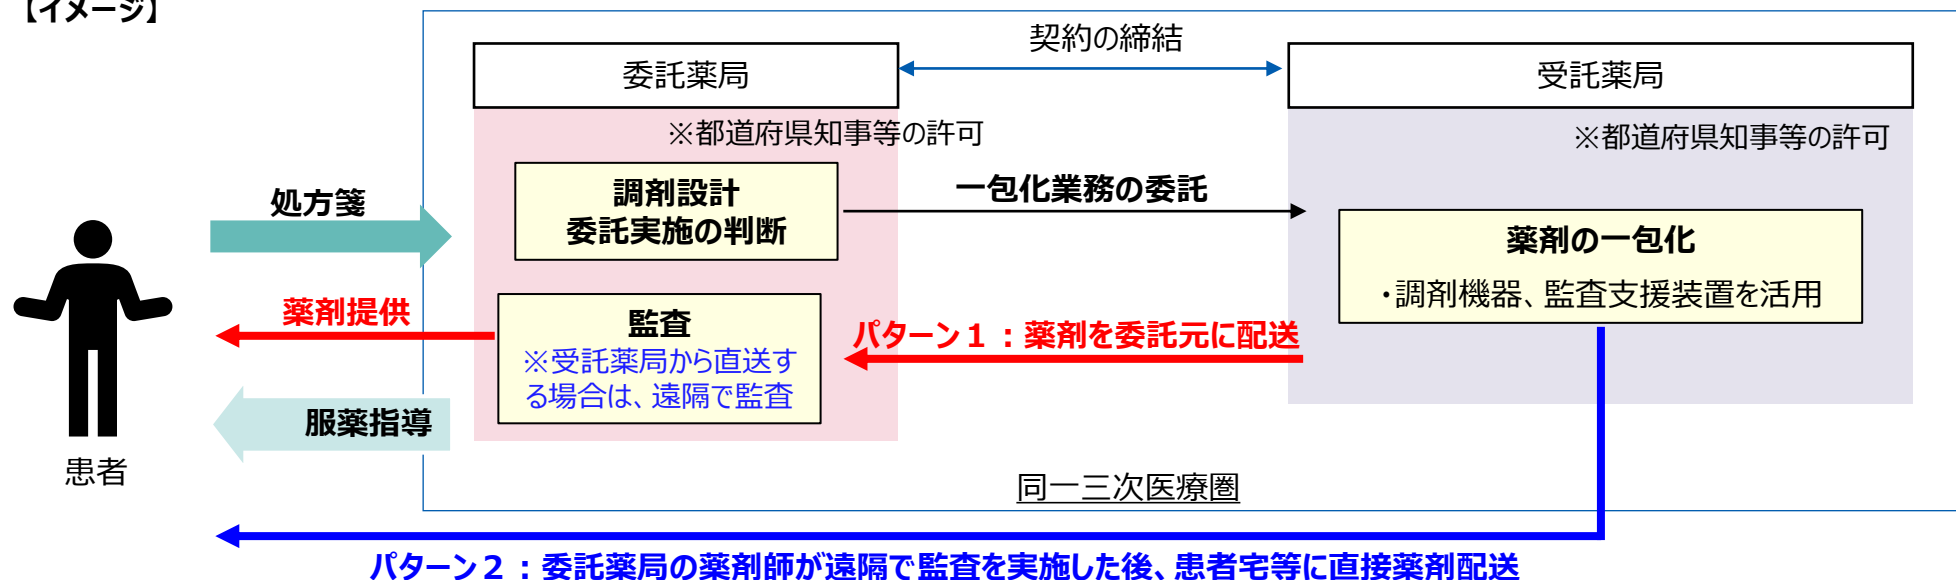 【イメージ】
契約の締結
委託薬局
受託薬局
※都道府県知事等の許可
※都道府県知事等の許可
処方箋
調剤設計
委託実施の判断
一包化業務の委託
薬剤の一包化
・調剤機器、監査支援装置を活用
薬剤提供
監査
※受託薬局から直送す
る場合は、遠隔で監査
パターン１：薬剤を委託元に配送
服薬指導
患者
同一三次医療圏
パターン２：委託薬局の薬剤師が遠隔で監査を実施した後、患者宅等に直接薬剤配送